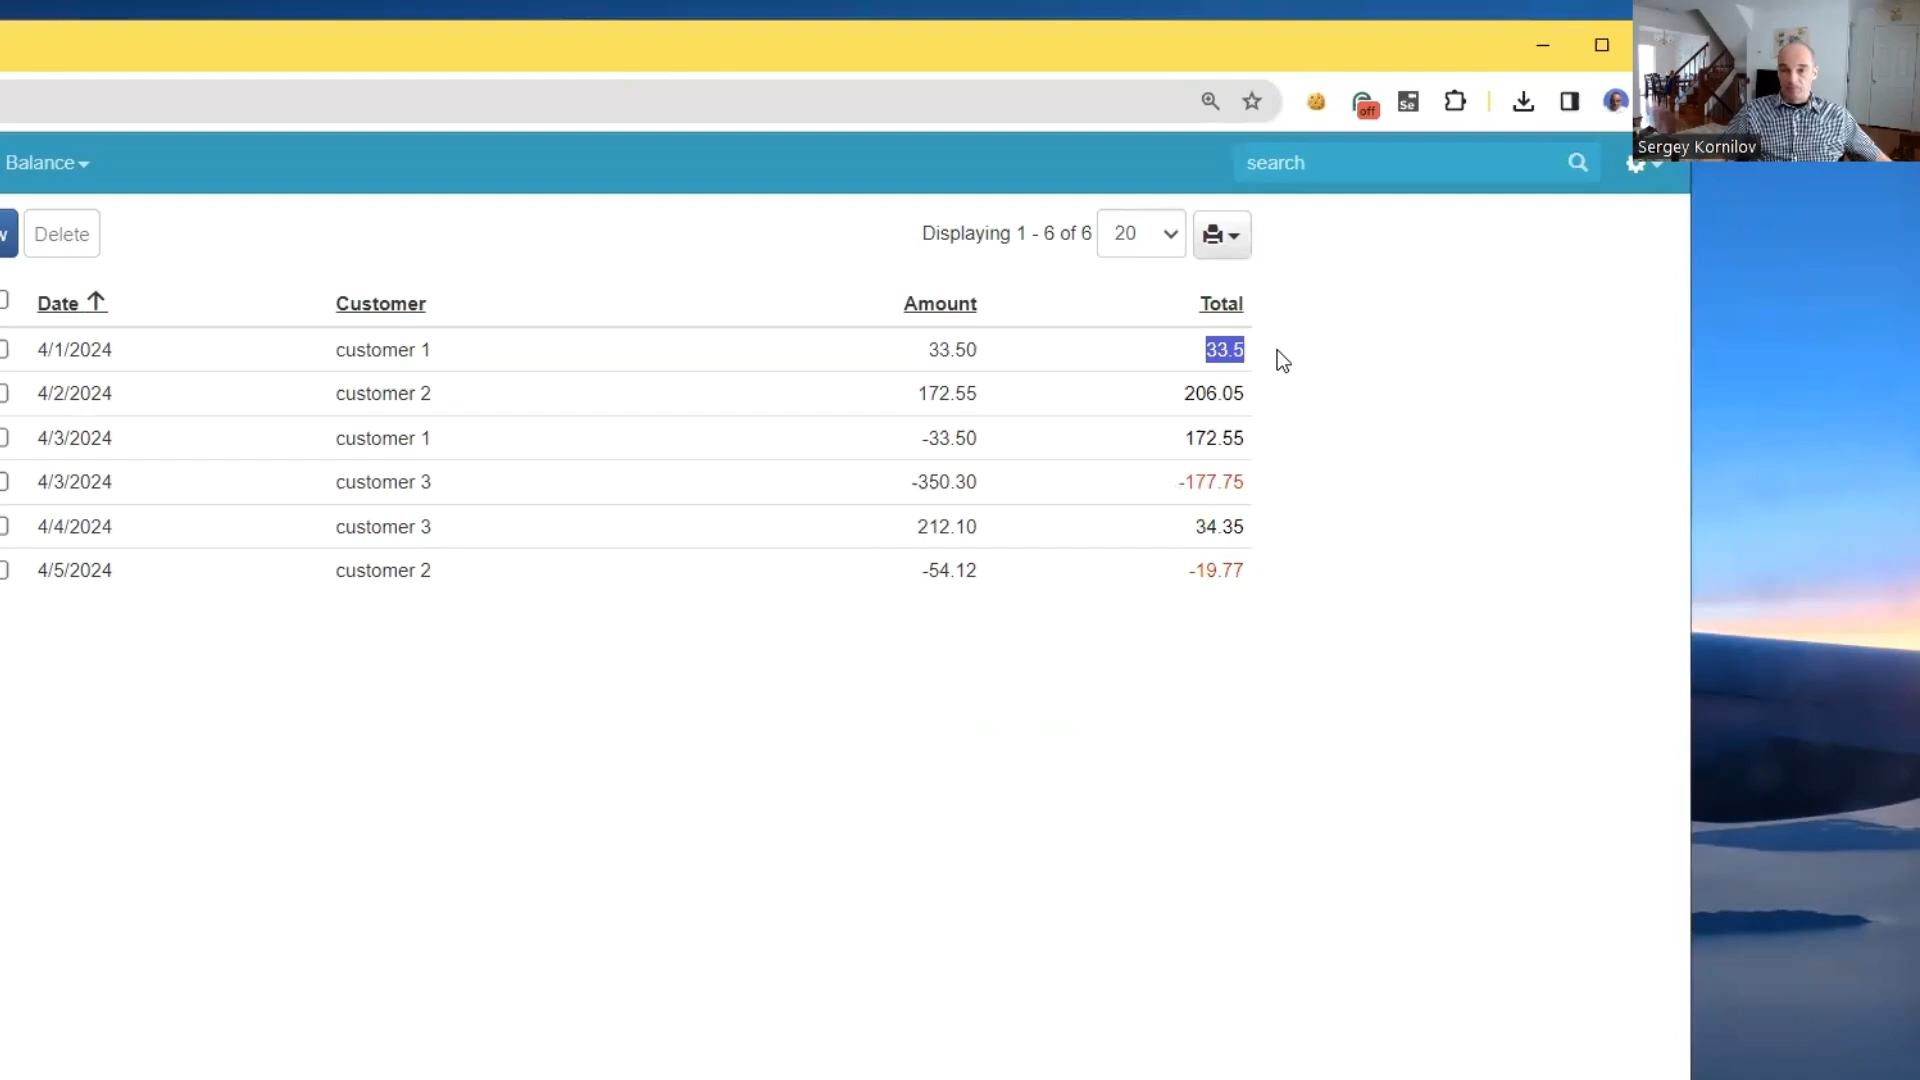 off
Se
Sergey Kornilov
Balance
search
w Delete
Displaying 1 - 6 of 6 20
Date Customer Amount Total
4/1/2024 customer 1 33.50 33.5
4/2/2024 customer 2 172.55 206.05
4/3/2024 customer 1 -33.50 172.55
4/3/2024 customer 3 -350.30 -177.75
4/4/2024 customer 3 212.10 34.35
4/5/2024 customer 2 -54.12 -19.77